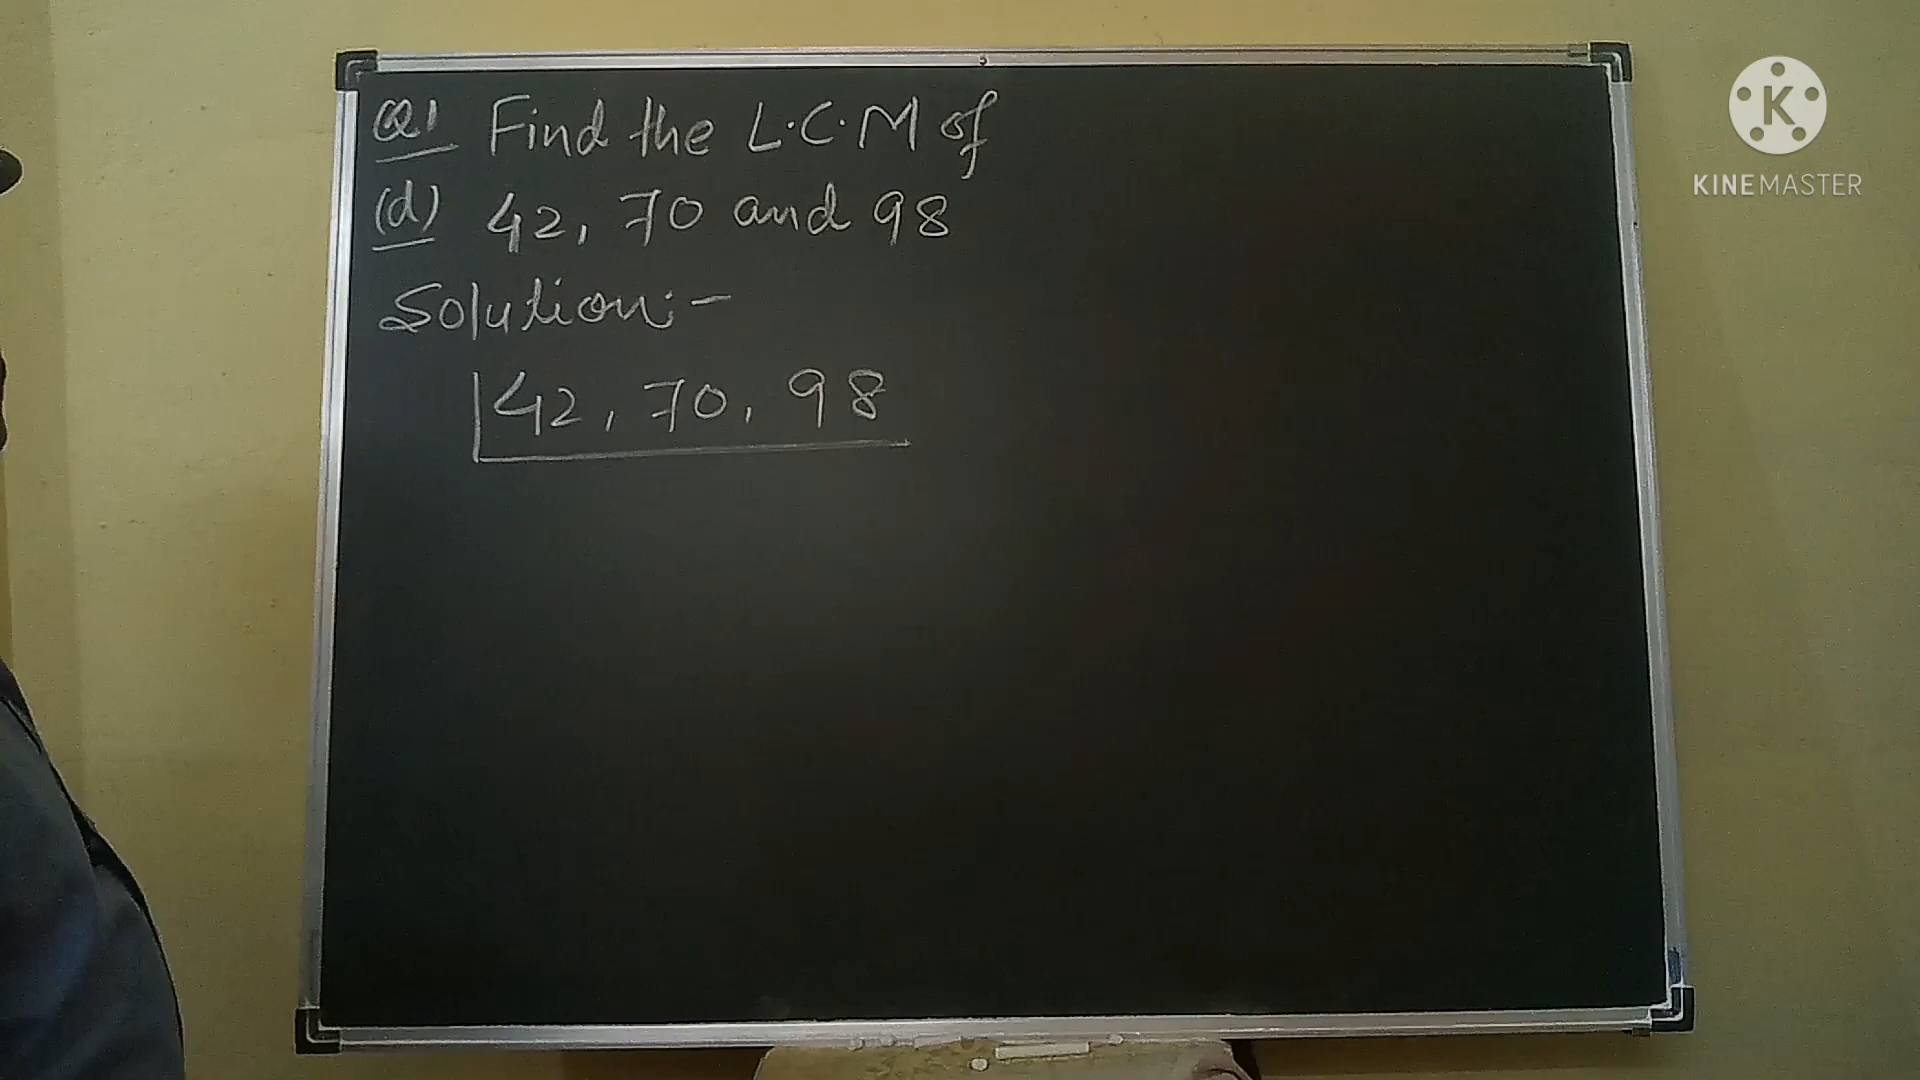 Q1 Find the L.C.M of
(d) 42, 70 and 98
Solution:-
42, 70, 98
K
KINEMASTER